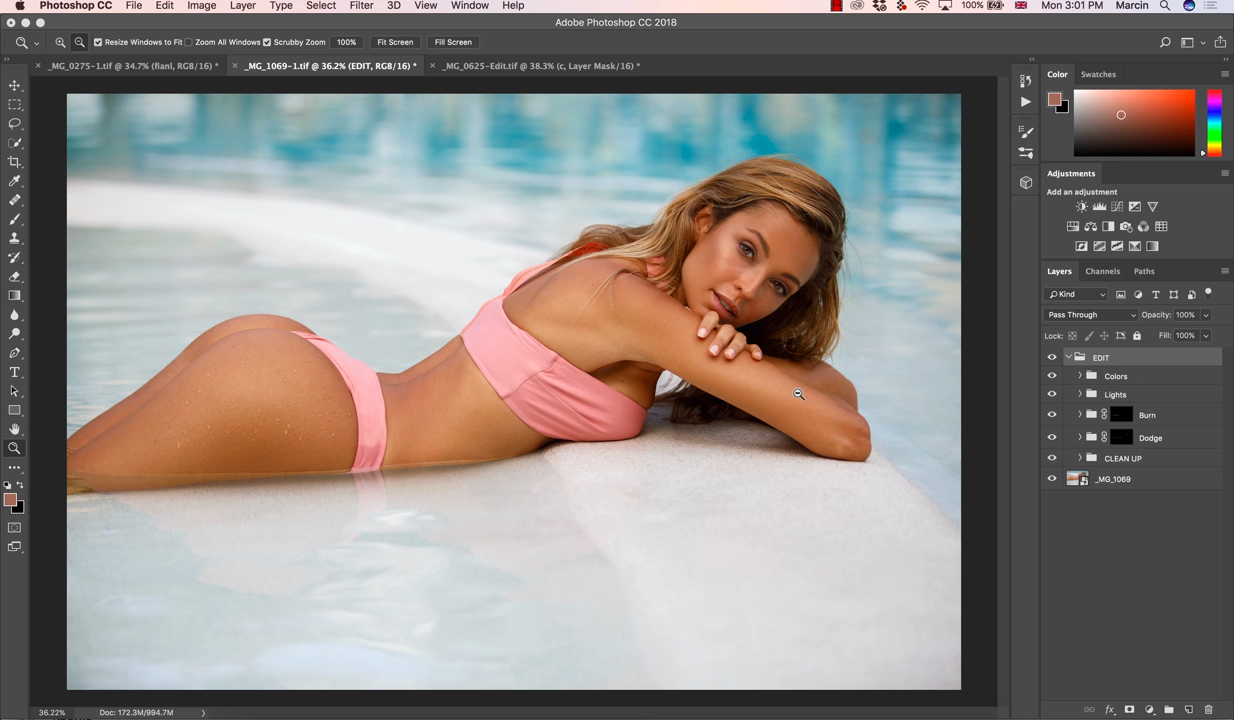 Photoshop CC File Edit Image Layer Type Select Filter 3D View Window Help 100% Mon 3:01 PM Marcin
Adobe Photoshop CC 2018
Resize Windows to Fit Zoom All Windows Scrubby Zoom 100% Fit Screen Fill Screen
_MG_0275-1.tif @ 34.7% (fianl, RGB/16) * _MG_1069-1.tif @ 36.2% (EDIT, RGB/16) * _MG_0625-Edit.tif @ 38.3% (c, Layer Mask/16) *
Color Swatches
Adjustments
Add an adjustment
Layers Channels Paths
Kind
Pass Through Opacity: 100%
Lock: Fill: 100%
EDIT
Colors
Lights
Burn
Dodge
CLEAN UP
_MG_1069
36.22% Doc: 172.3M/994.7M